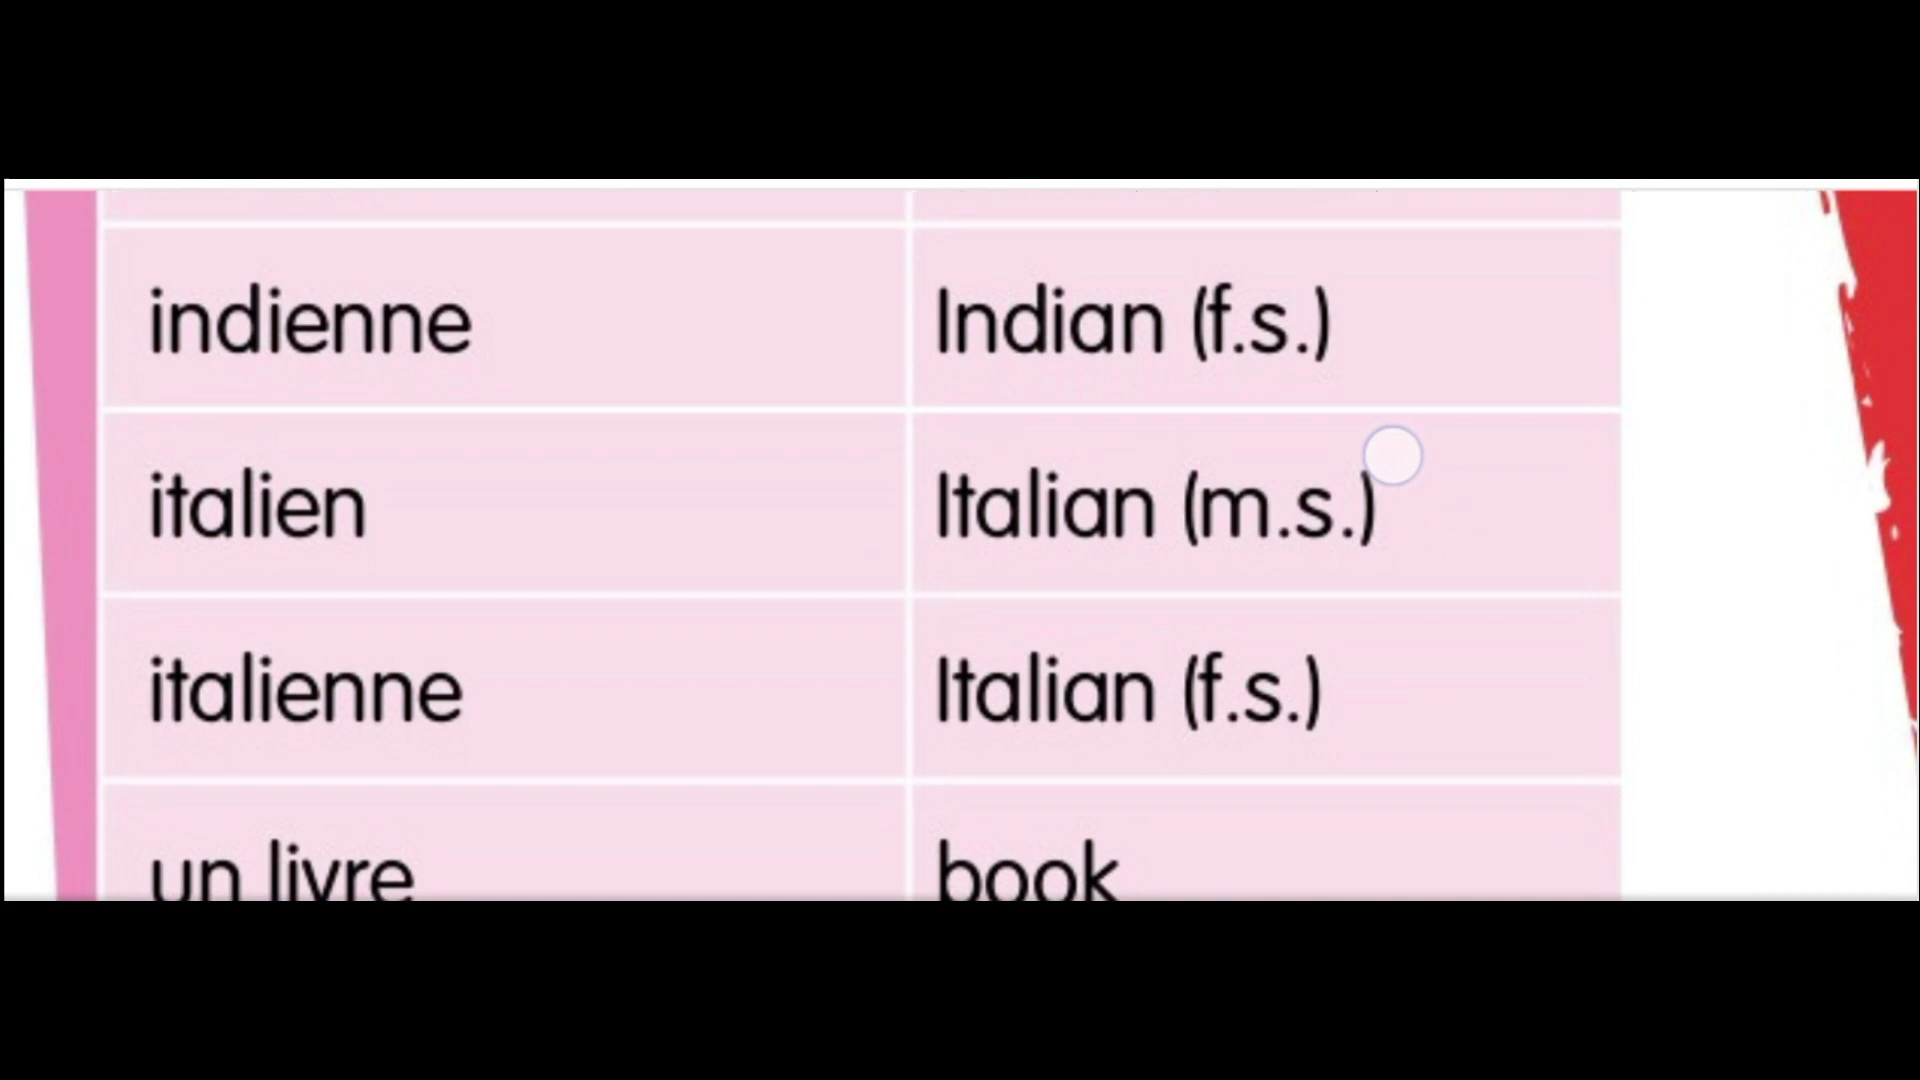 indienne Indian (f.s.)
italien Italian (m.s.)
italienne Italian (f.s.)
un livre book